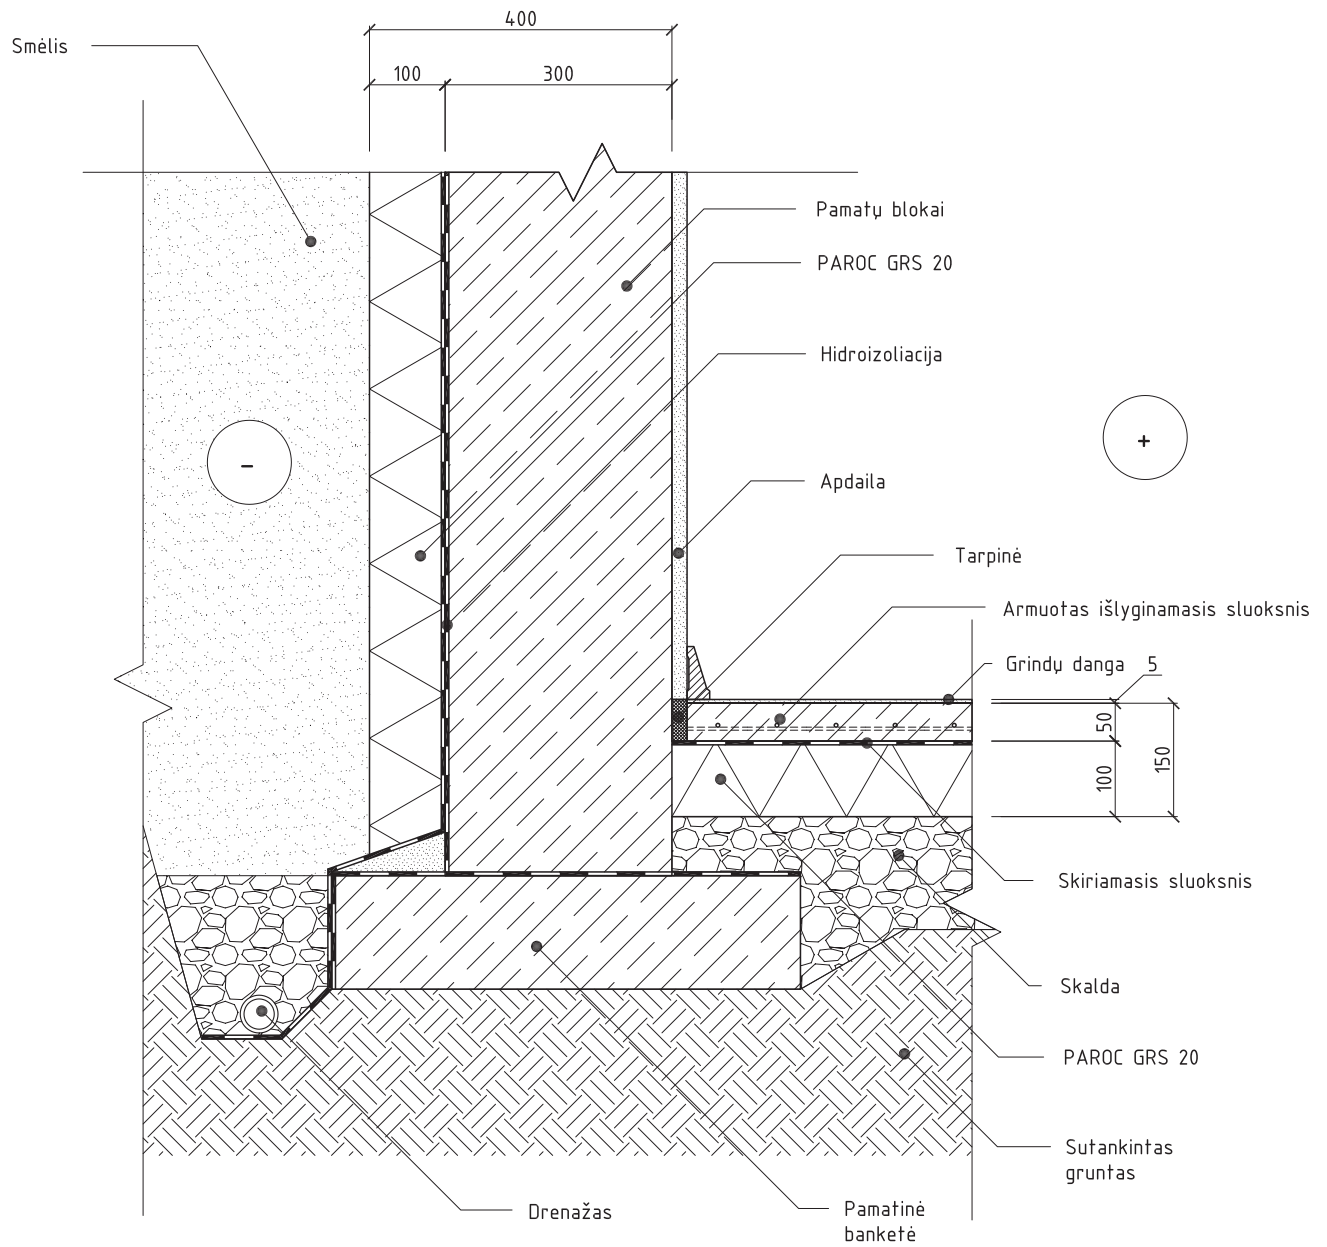 400
Smėlis
100
300
Pamatų blokai
PAROC GRS 20
Hidroizoliacija
-
+
Apdaila
Tarpinė
Armuotas išlyginamasis sluoksnis
Grindų danga
5
50
100
150
Skiriamasis sluoksnis
Skalda
PAROC GRS 20
Sutankintas
gruntas
Drenažas
Pamatinė
banketė